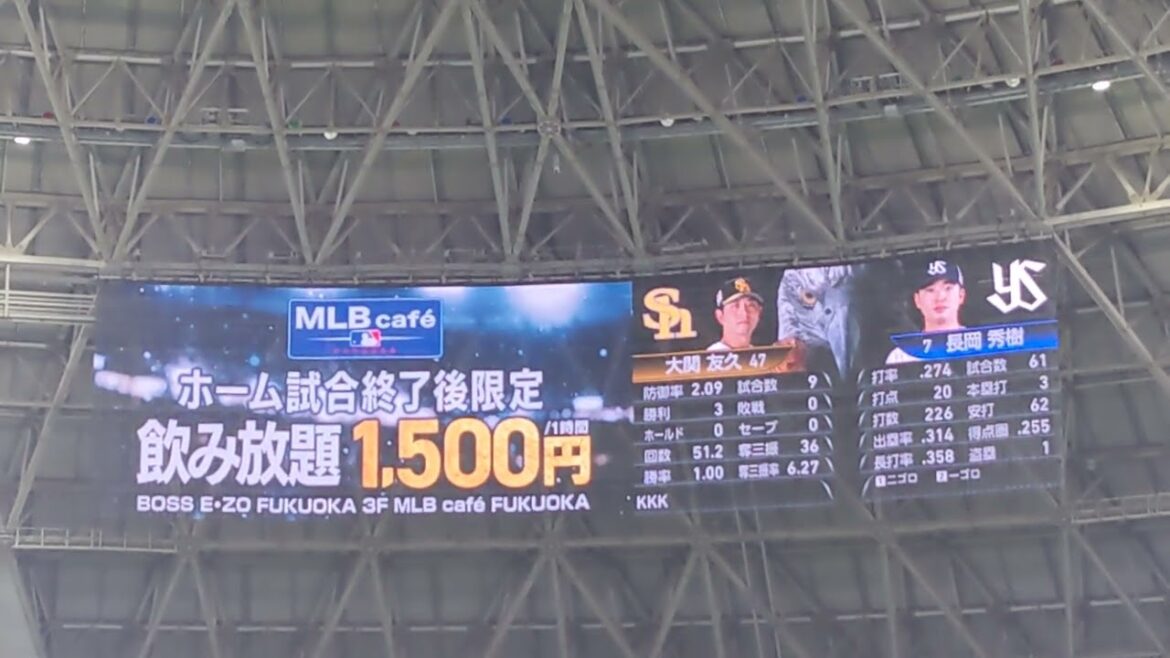 MLB café
ホーム試合終了後限定
飲み放題 1,500円/1時間
BOSS E・ZO FUKUOKA 3F MLB café FUKUOKA
Sh
大関 友久 47
防御率 2.09 試合数 9
勝利 3 敗戦 0
ホールド 0 セーブ 0
回数 51.2 奪三振 36
勝率 1.00 奪三振率 6.27
KKK
YS
7 長岡 秀樹
打率 .274 試合数 61
打点 20 本塁打 3
打数 226 安打 62
出塁率 .314 得点圏 .255
長打率 .358 盗塁 1
1二ゴロ 2一ゴロ